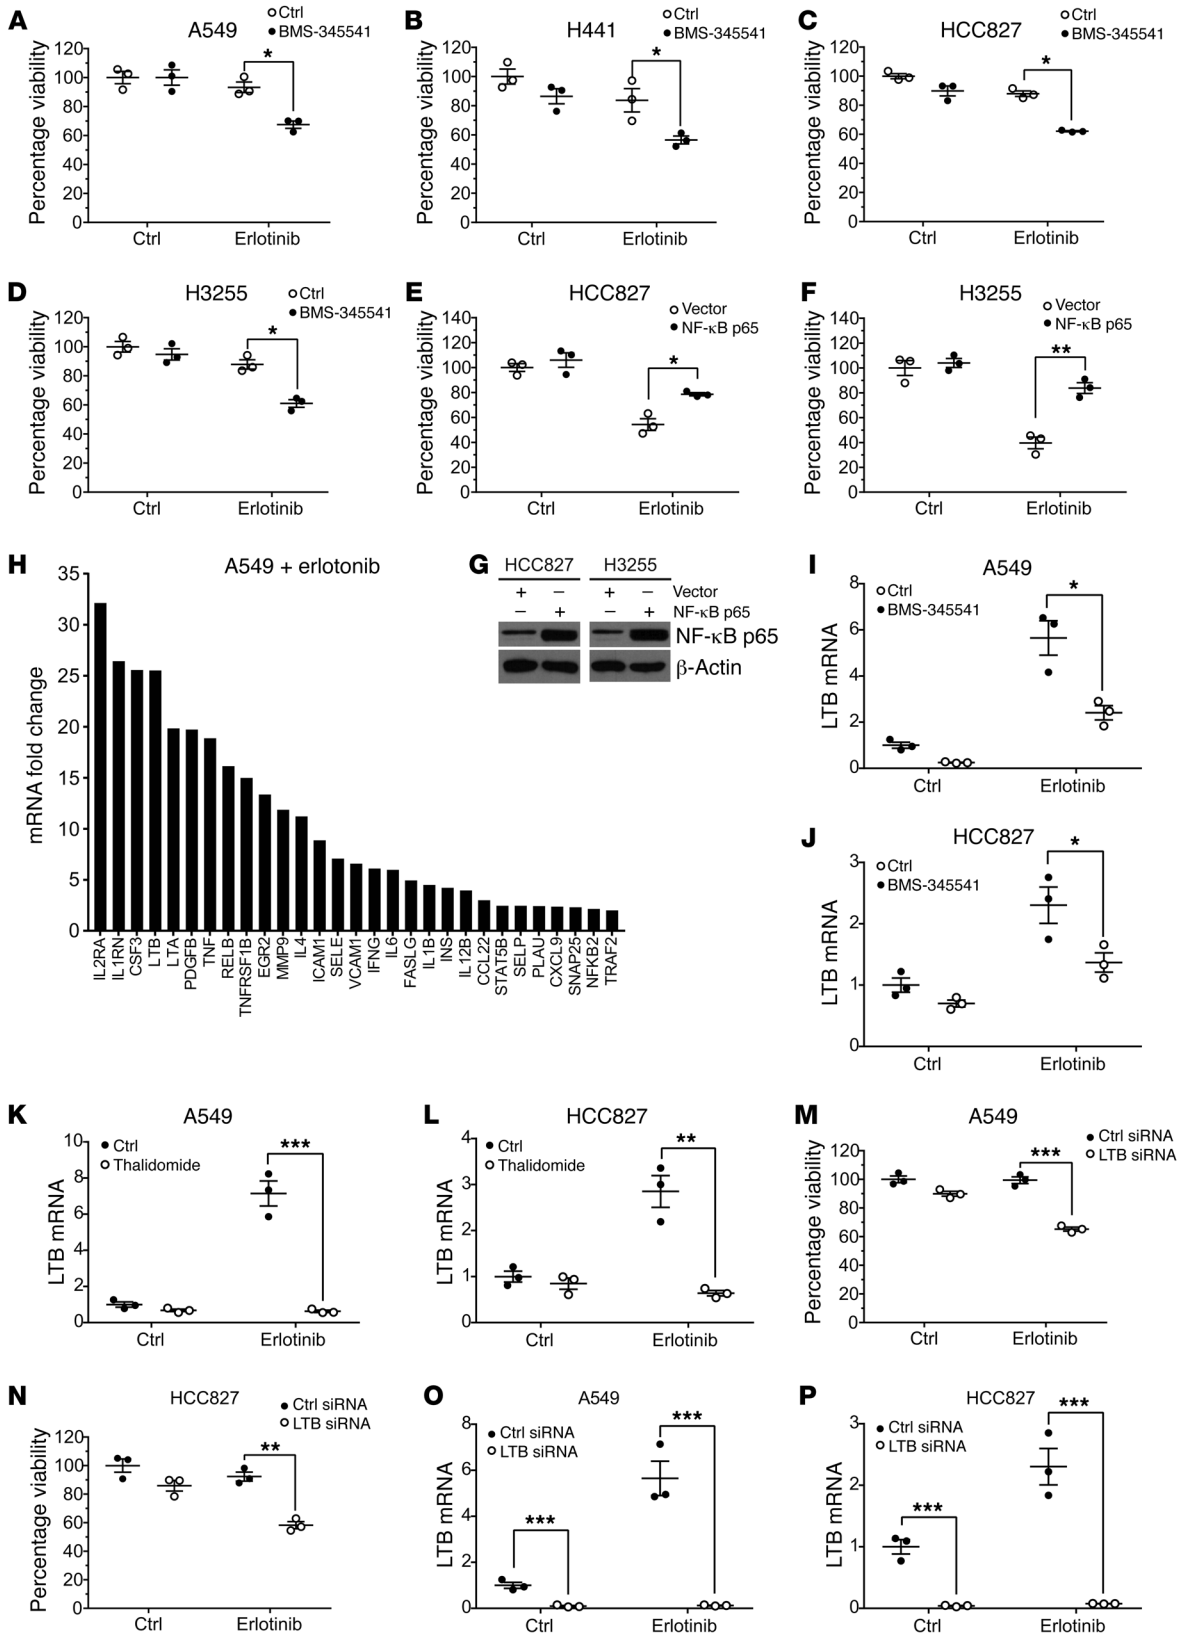 A
A549
Ctrl
BMS-345541
*
Percentage viability
120
100
80
60
40
20
0
Ctrl
Erlotinib
B
H441
Ctrl
BMS-345541
*
Percentage viability
120
100
80
60
40
20
0
Ctrl
Erlotinib
C
HCC827
Ctrl
BMS-345541
*
Percentage viability
120
100
80
60
40
20
0
Ctrl
Erlotinib
D
H3255
Ctrl
BMS-345541
*
Percentage viability
120
100
80
60
40
20
0
Ctrl
Erlotinib
E
HCC827
Vector
NF-κB p65
*
Percentage viability
140
120
100
80
60
40
20
0
Ctrl
Erlotinib
F
H3255
Vector
NF-κB p65
**
Percentage viability
140
120
100
80
60
40
20
0
Ctrl
Erlotinib
H
A549 + erlotonib
mRNA fold change
35
30
25
20
15
10
5
0
IL2RA
IL1RN
CSF3
LTB
LTA
PDGFB
TNF
RELB
TNFRSF1B
EGR2
MMP9
IL4
ICAM1
SELE
VCAM1
IFNG
IL6
FASLG
IL1B
INS
IL12B
CCL22
STAT5B
SELP
PLAU
CXCL9
SNAP25
NFKB2
TRAF2
G
HCC827 H3255
+ − + − Vector
− + − + NF-κB p65
NF-κB p65
β-Actin
I
A549
Ctrl
BMS-345541
*
LTB mRNA
8
6
4
2
0
Ctrl
Erlotinib
J
HCC827
Ctrl
BMS-345541
*
LTB mRNA
3
2
1
0
Ctrl
Erlotinib
K
A549
Ctrl
Thalidomide
***
LTB mRNA
10
8
6
4
2
0
Ctrl
Erlotinib
L
HCC827
Ctrl
Thalidomide
**
LTB mRNA
4
3
2
1
0
Ctrl
Erlotinib
M
A549
Ctrl siRNA
LTB siRNA
***
Percentage viability
120
100
80
60
40
20
0
Ctrl
Erlotinib
N
HCC827
Ctrl siRNA
LTB siRNA
**
Percentage viability
120
100
80
60
40
20
0
Ctrl
Erlotinib
O
A549
Ctrl siRNA
LTB siRNA
***
***
LTB mRNA
8
6
4
2
0
Ctrl
Erlotinib
P
HCC827
Ctrl siRNA
LTB siRNA
***
***
LTB mRNA
3
2
1
0
Ctrl
Erlotinib